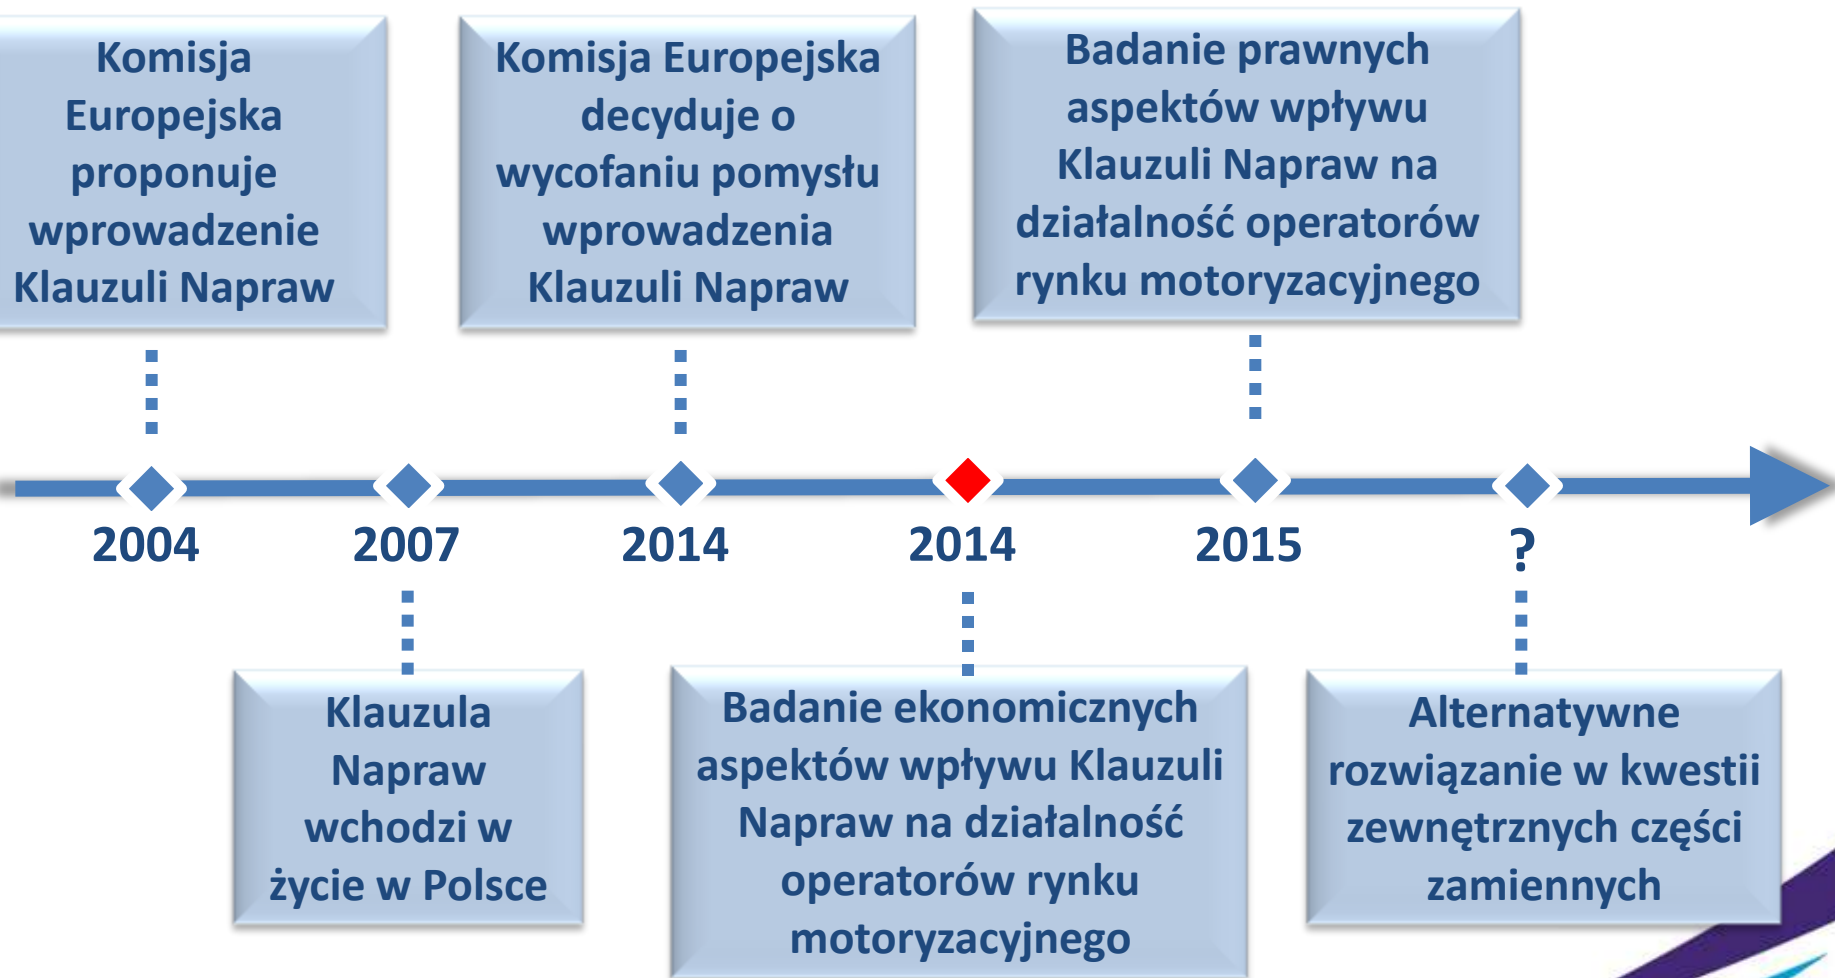 Komisja
Europejska
proponuje
wprowadzenie
Klauzuli Napraw
Komisja Europejska
decyduje o
wycofaniu pomysłu
wprowadzenia
Klauzuli Napraw
Badanie prawnych
aspektów wpływu
Klauzuli Napraw na
działalność operatorów
rynku motoryzacyjnego
2004
2007
2014
2014
2015
?
Klauzula
Napraw
wchodzi w
życie w Polsce
Badanie ekonomicznych
aspektów wpływu Klauzuli
Napraw na działalność
operatorów rynku
motoryzacyjnego
Alternatywne
rozwiązanie w kwestii
zewnętrznych części
zamiennych